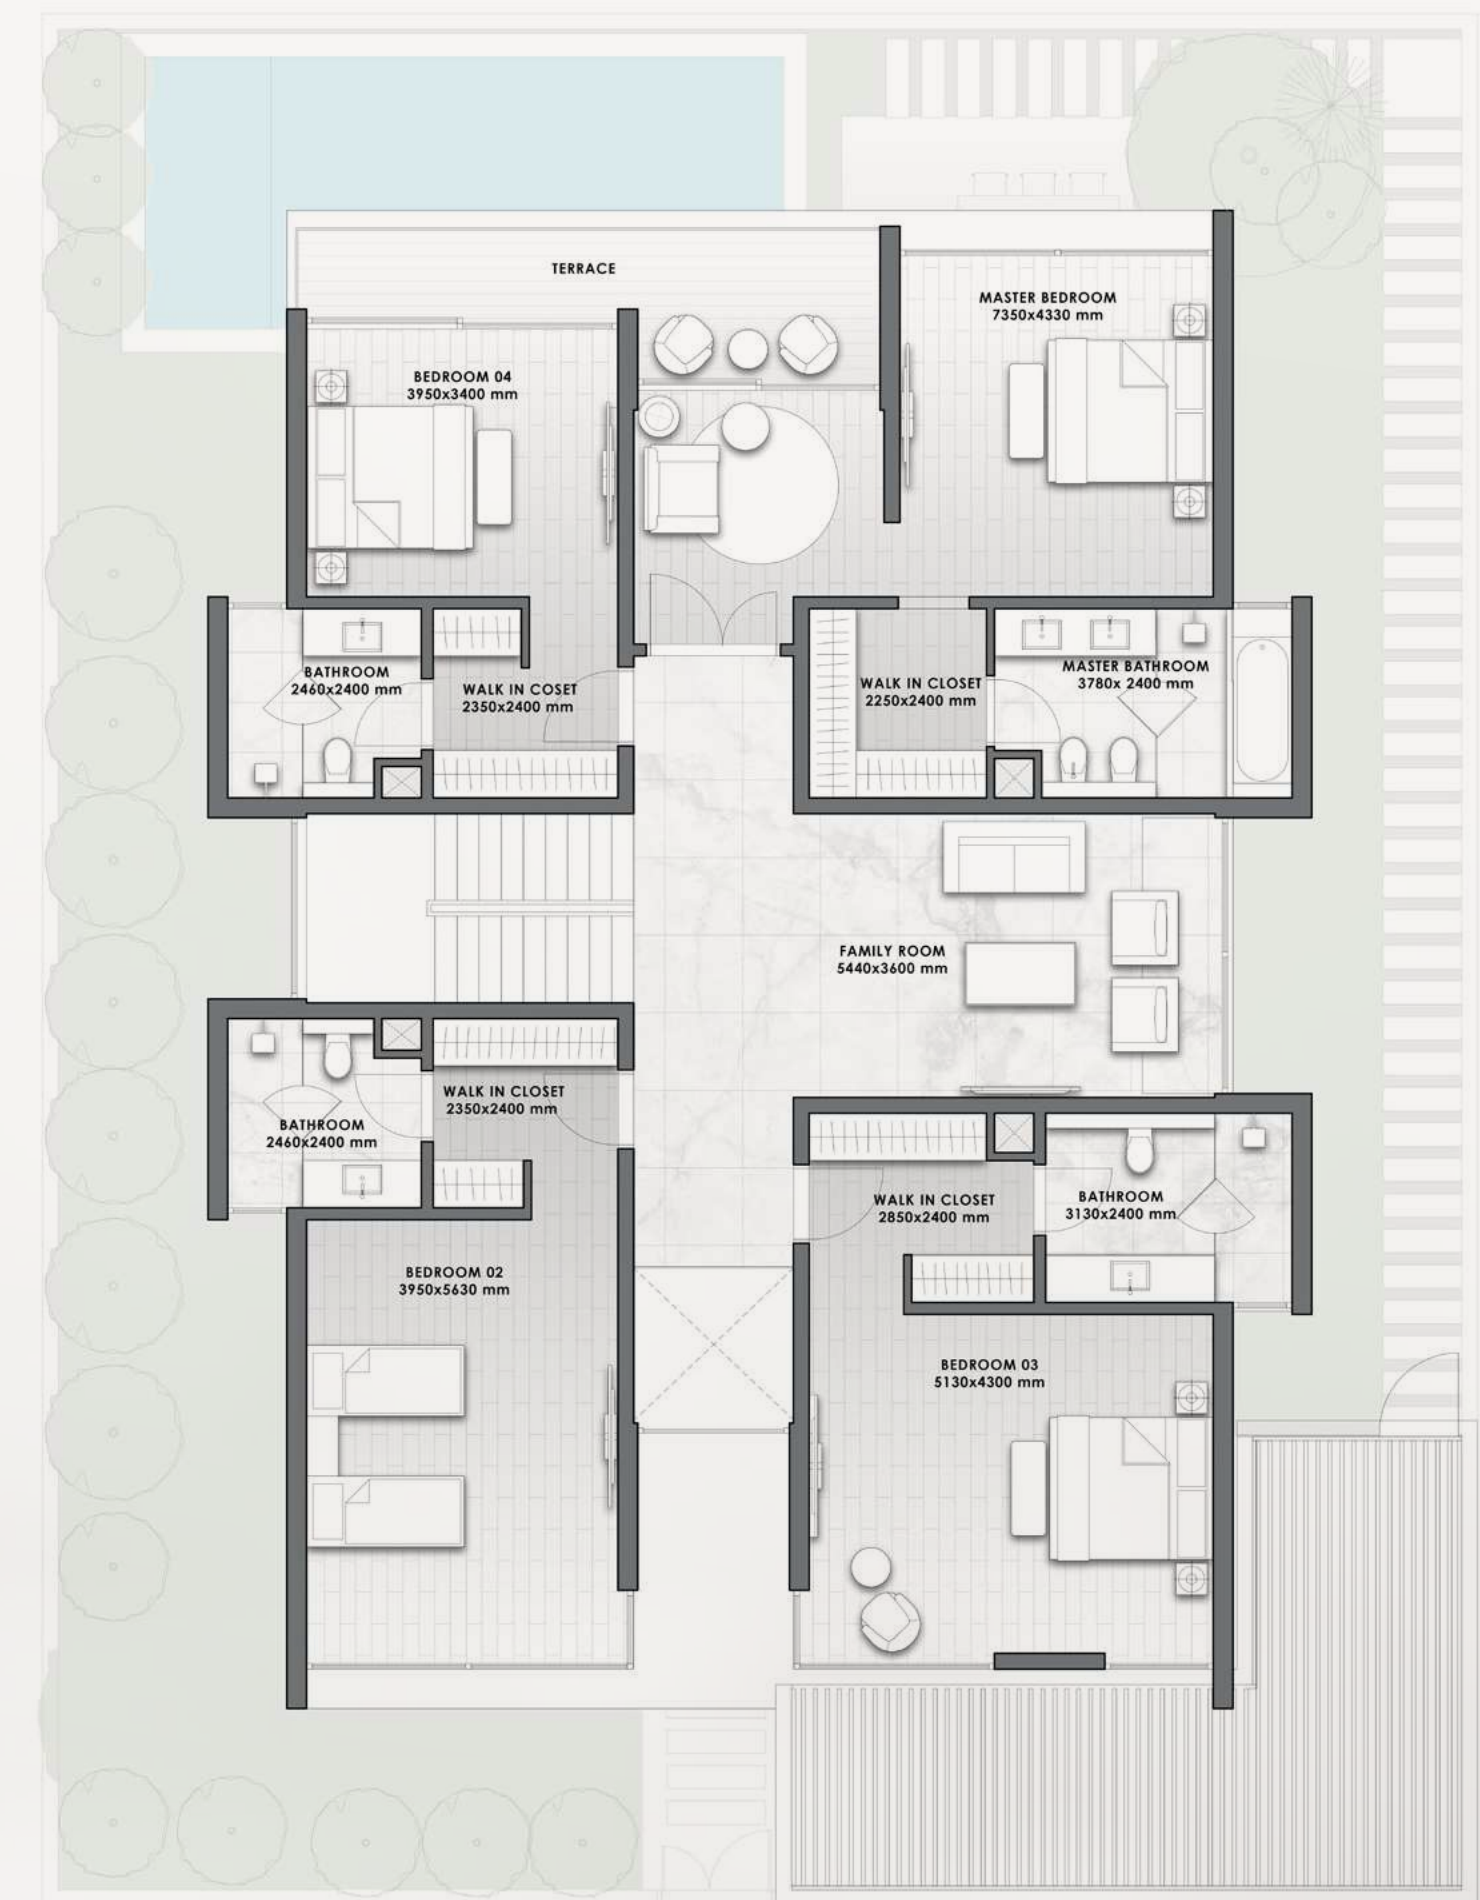 TERRACE
MASTER BEDROOM
7350x4330 mm
BEDROOM 04
3950x3400 mm
BATHROOM
2460x2400 mm
WALK IN COSET
2350x2400 mm
WALK IN CLOSET
2250x2400 mm
MASTER BATHROOM
3780x 2400 mm
FAMILY ROOM
5440x3600 mm
WALK IN CLOSET
2350x2400 mm
BATHROOM
2460x2400 mm
WALK IN CLOSET
2850x2400 mm
BATHROOM
3130x2400 mm
BEDROOM 02
3950x5630 mm
BEDROOM 03
5130x4300 mm